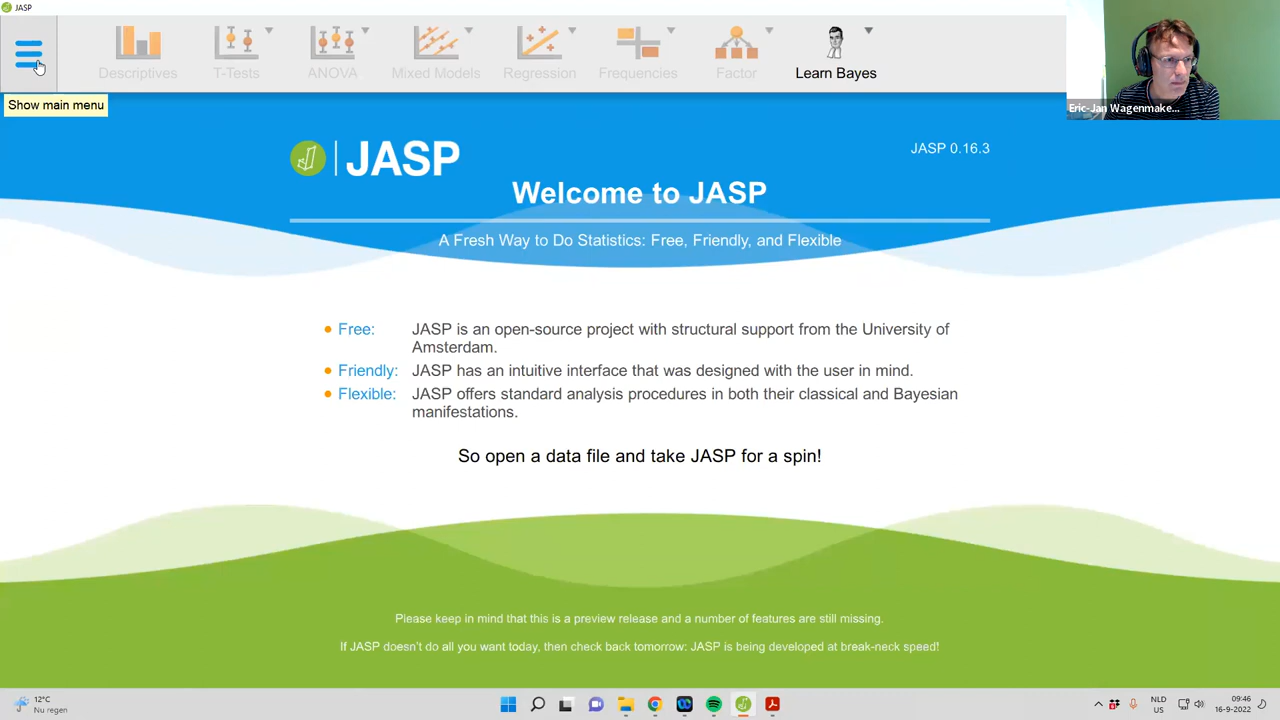 JASP
Descriptives
T-Tests
ANOVA
Mixed Models
Regression
Frequencies
Factor
Learn Bayes
Show main menu
Eric-Jan Wagenmake...
JASP
JASP 0.16.3
Welcome to JASP
A Fresh Way to Do Statistics: Free, Friendly, and Flexible
Free: JASP is an open-source project with structural support from the University of
Amsterdam.
Friendly: JASP has an intuitive interface that was designed with the user in mind.
Flexible: JASP offers standard analysis procedures in both their classical and Bayesian
manifestations.
So open a data file and take JASP for a spin!
Please keep in mind that this is a preview release and a number of features are still missing.
If JASP doesn't do all you want today, then check back tomorrow: JASP is being developed at break-neck speed!
12°C
Nu regen
NLD
US
09:46
16-9-2022